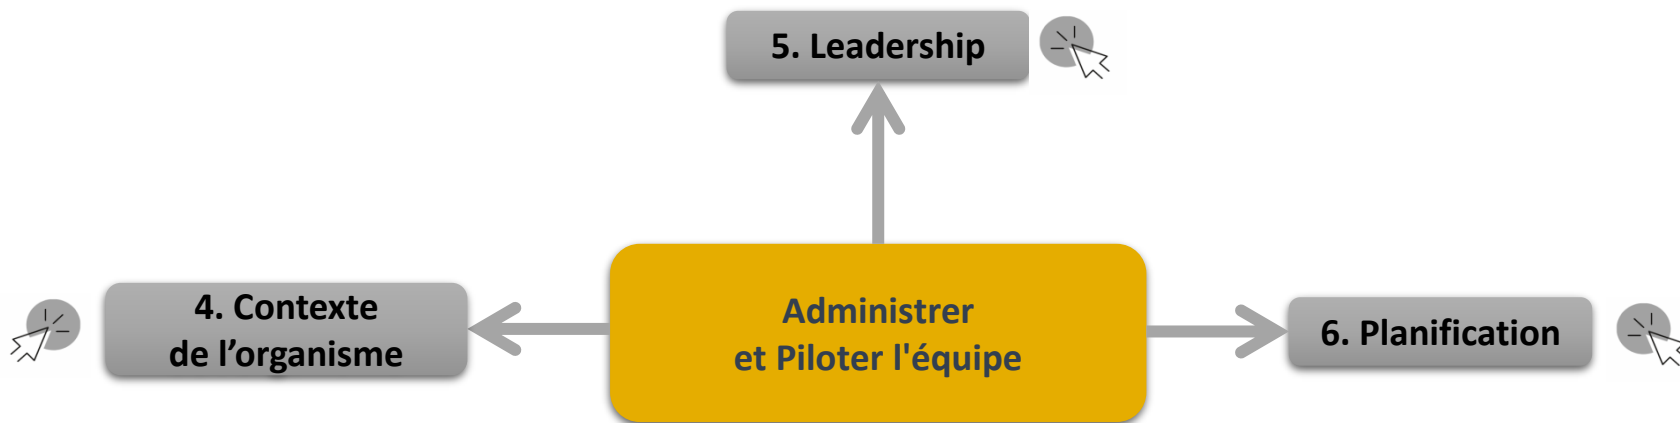 5. Leadership
4. Contexte
de l’organisme
Administrer
et Piloter l'équipe
6. Planification